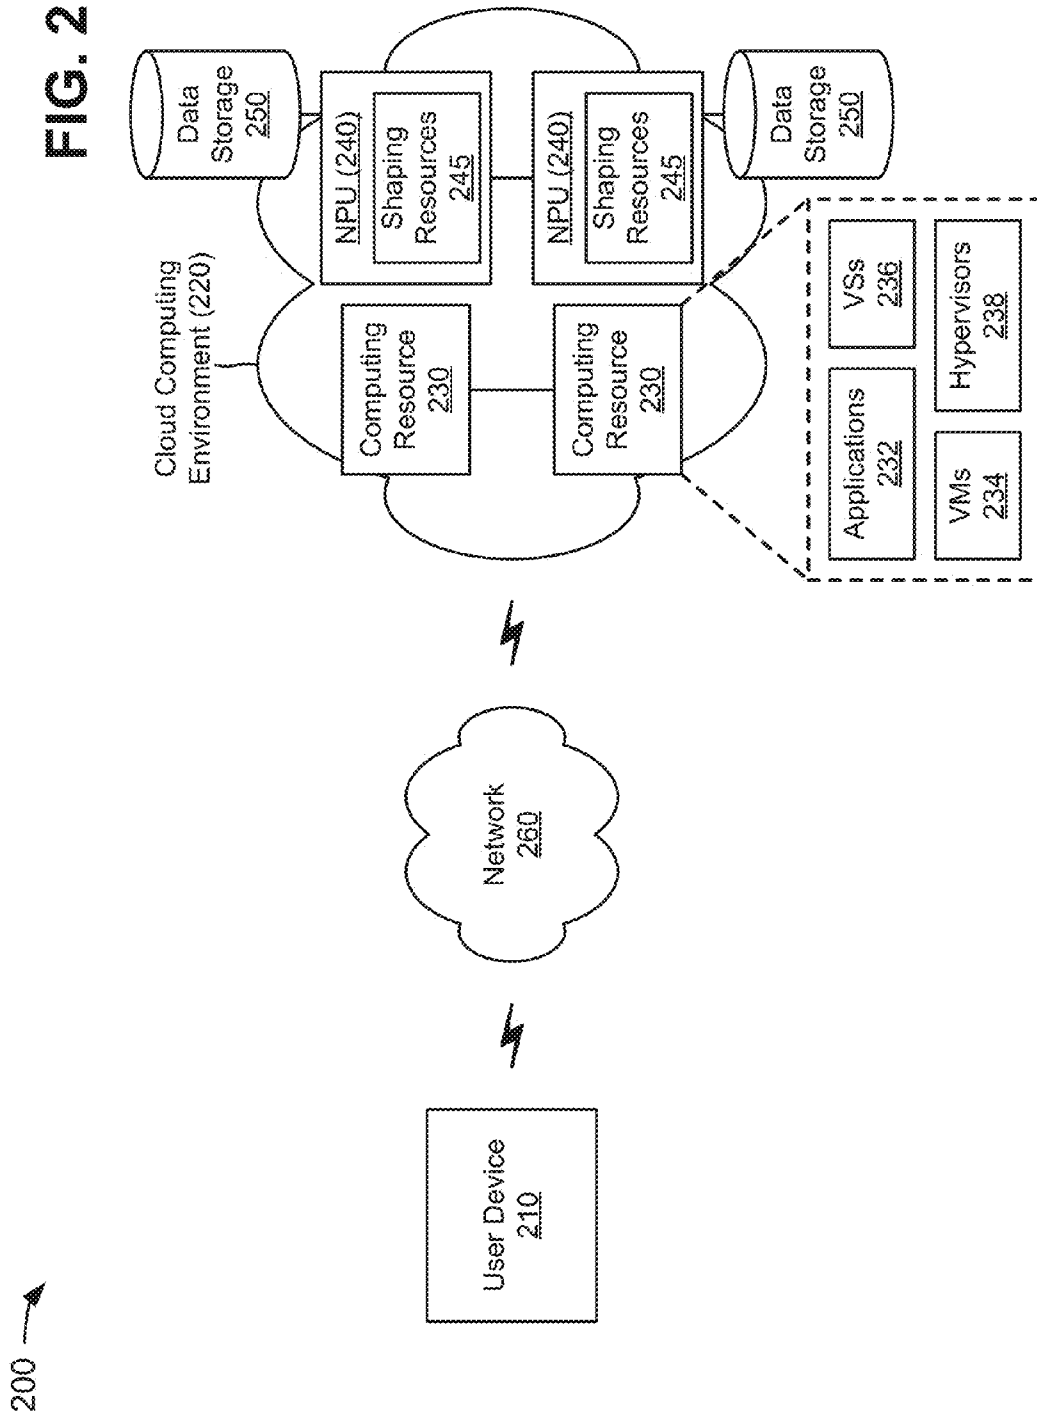 200
FIG. 2
User Device
210
Network
260
Cloud Computing
Environment (220)
Computing
Resource
230
Computing
Resource
230
Data
Storage
250
NPU (240)
Shaping
Resources
245
NPU (240)
Shaping
Resources
245
Data
Storage
250
Applications
232
VSs
236
VMs
234
Hypervisors
238